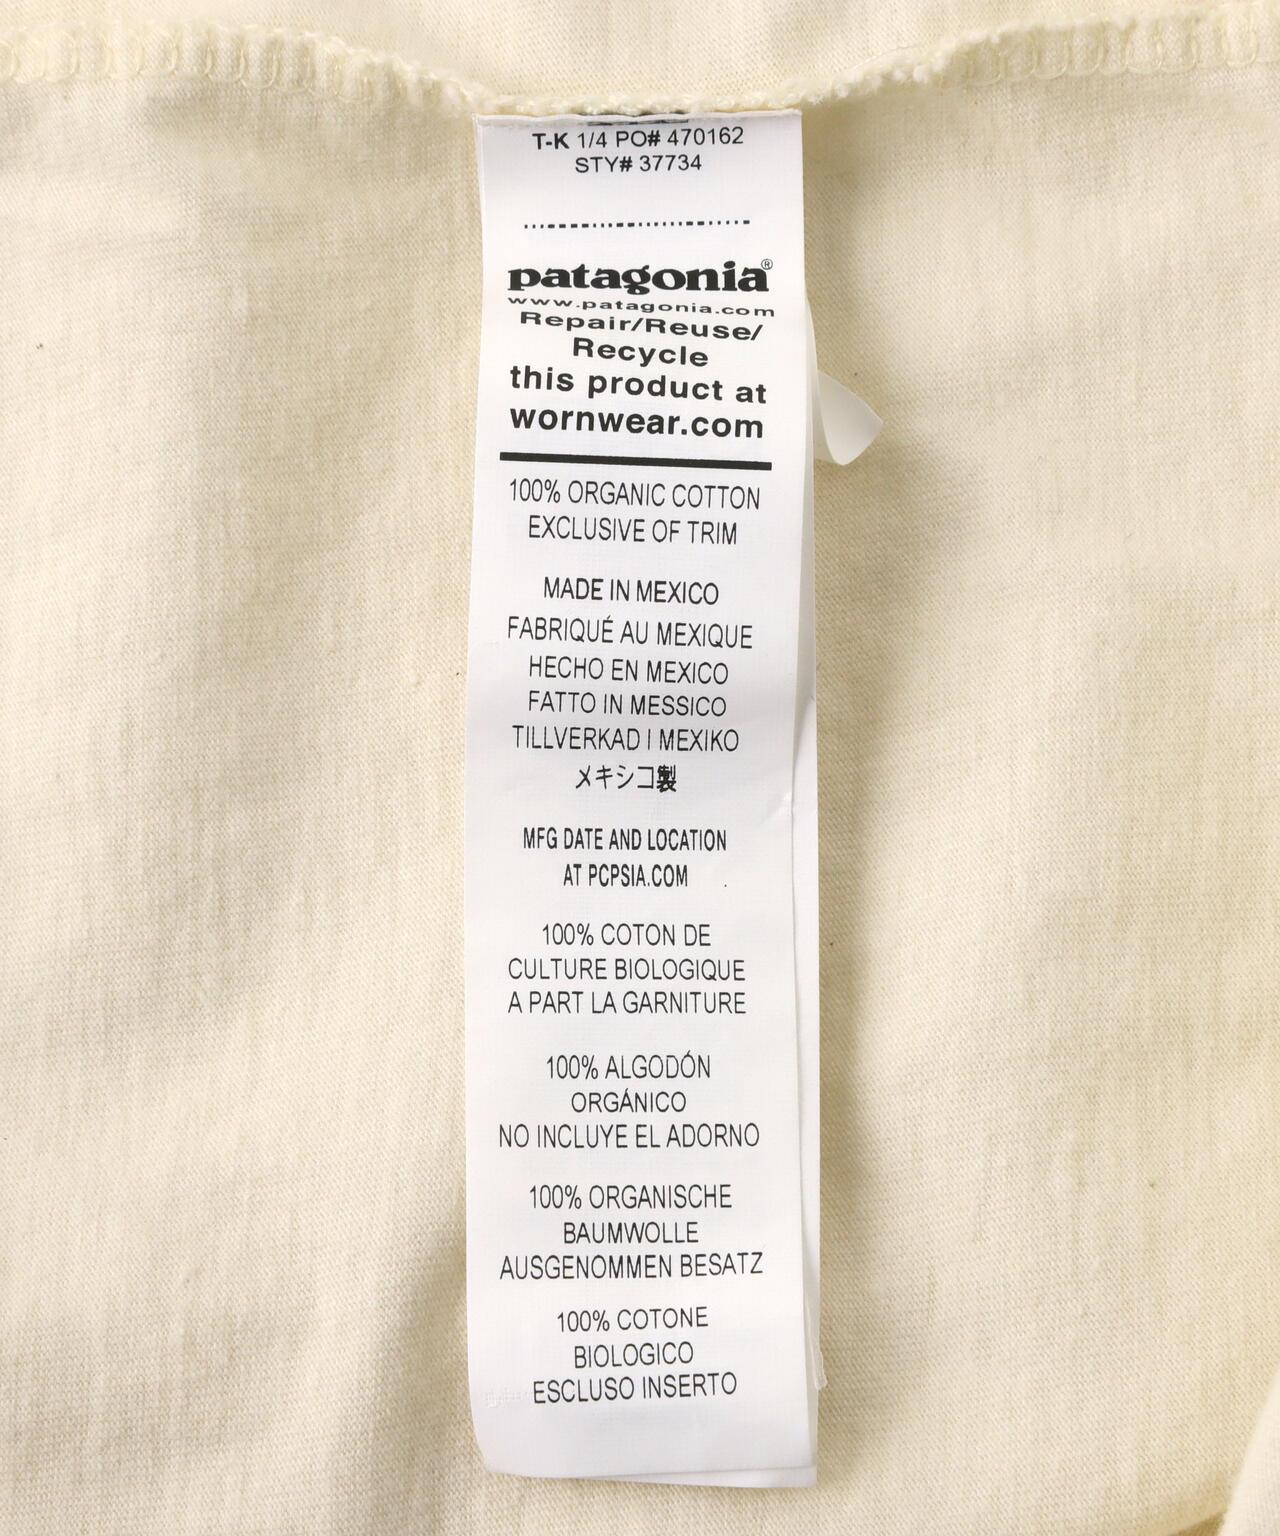 T-K 1/4 PO# 470162
STY# 37734
patagonia®
www.patagonia.com
Repair/Reuse/
Recycle
this product at
wornwear.com
100% ORGANIC COTTON
EXCLUSIVE OF TRIM
MADE IN MEXICO
FABRIQUÉ AU MEXIQUE
HECHO EN MEXICO
FATTO IN MESSICO
TILLVERKAD I MEXIKO
メキシコ製
MFG DATE AND LOCATION
AT PCPSIA.COM
100% COTON DE
CULTURE BIOLOGIQUE
A PART LA GARNITURE
100% ALGODÓN
ORGÁNICO
NO INCLUYE EL ADORNO
100% ORGANISCHE
BAUMWOLLE
AUSGENOMMEN BESATZ
100% COTONE
BIOLOGICO
ESCLUSO INSERTO